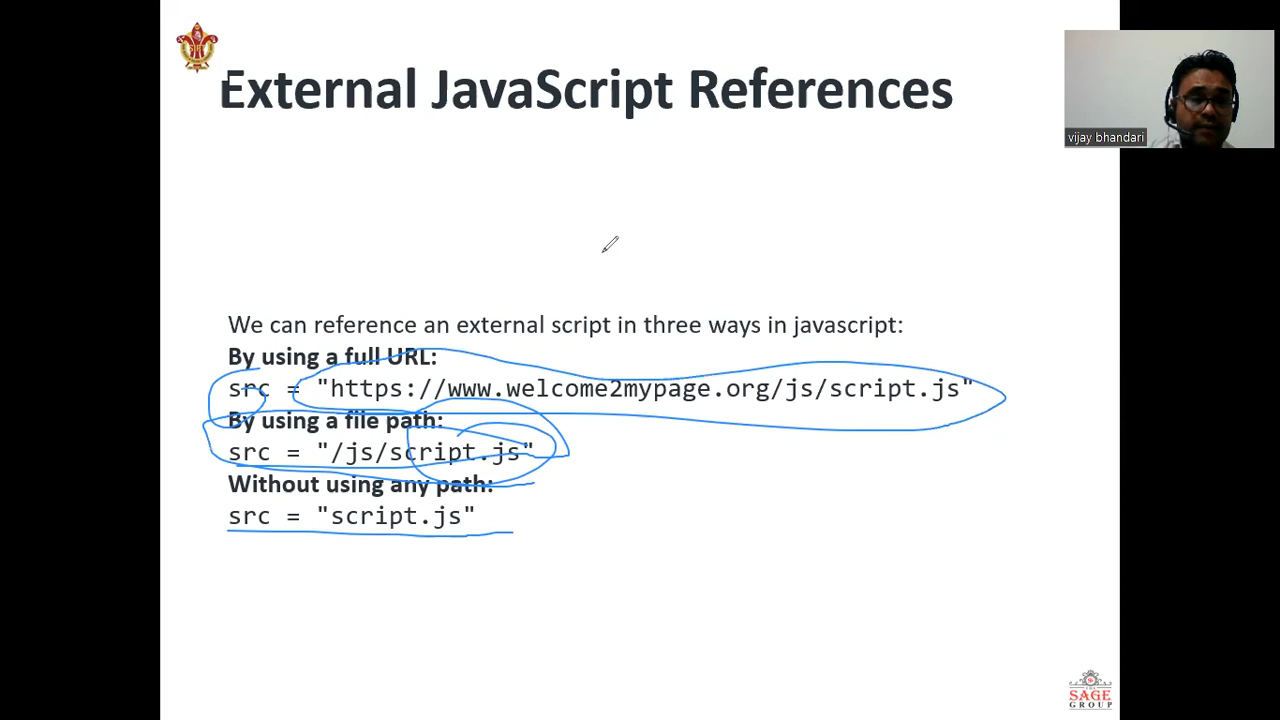 External JavaScript References
vijay bhandari
We can reference an external script in three ways in javascript:
By using a full URL:
src = "https://www.welcome2mypage.org/js/script.js"
By using a file path:
src = "/js/script.js"
Without using any path:
src = "script.js"
SAGE
GROUP